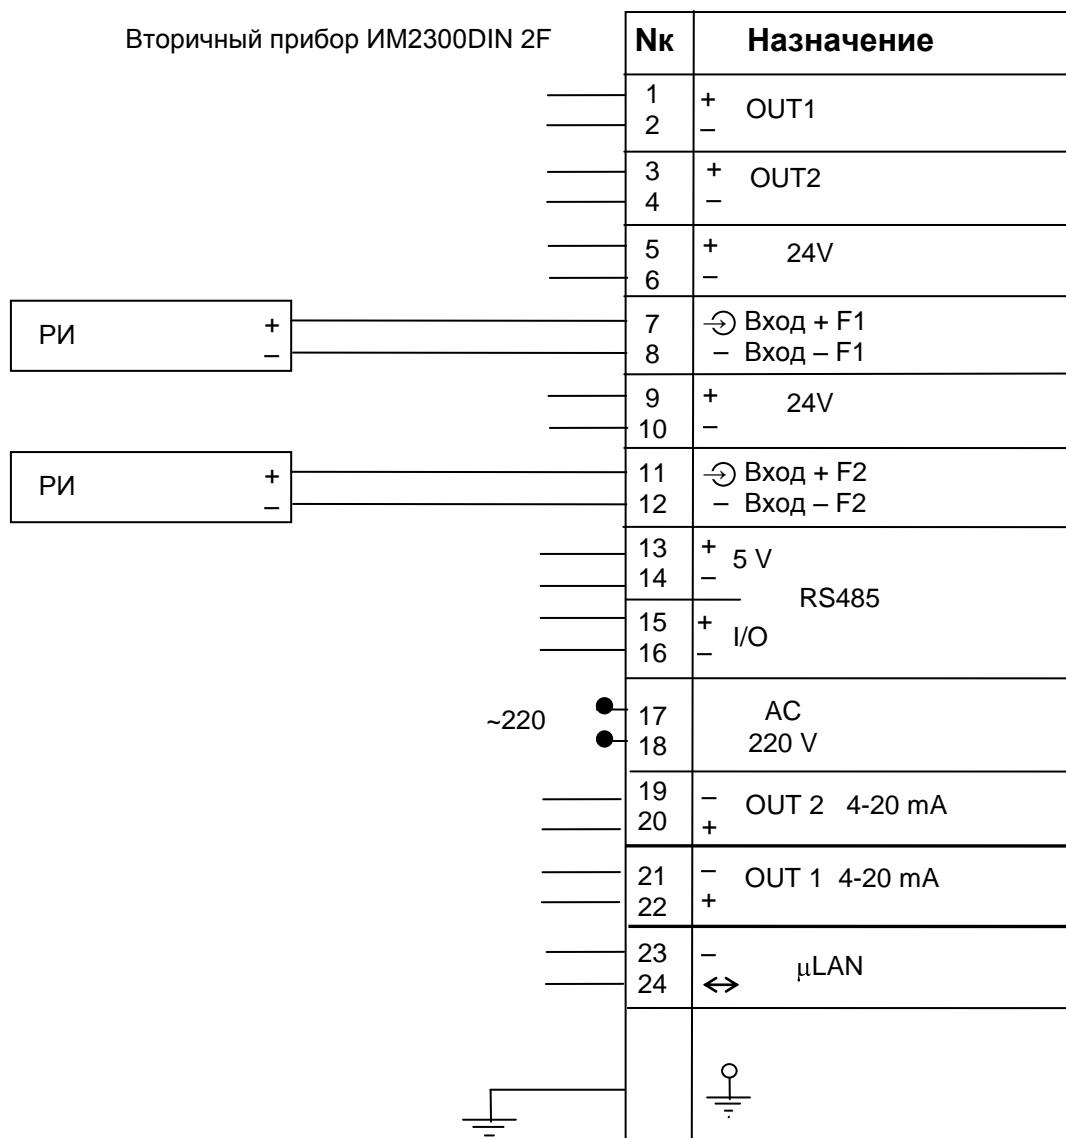 Вторичный прибор ИМ2300DIN 2F
Nк Назначение
1 + OUT1
2 –
3 + OUT2
4 –
5 + 24V
6 –
РИ + 7 Вход + F1
– 8 – Вход – F1
9 + 24V
10 –
РИ + 11 Вход + F2
– 12 – Вход – F2
13 + 5 V
14 –
RS485
15 + I/O
16 –
~220 17 AC
18 220 V
19 – OUT 2 4-20 mA
20 +
21 – OUT 1 4-20 mA
22 +
23 – μLAN
24 ↔